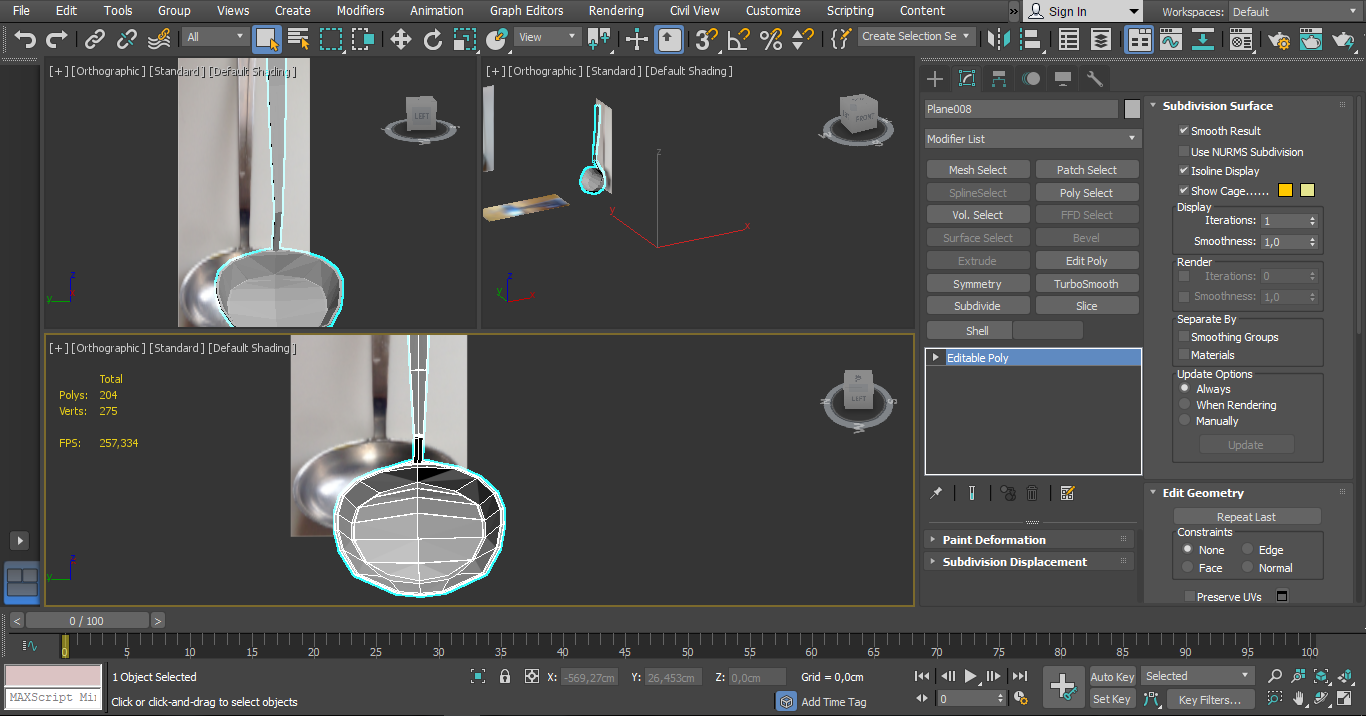 File Edit Tools Group Views Create Modifiers Animation Graph Editors Rendering Civil View Customize Scripting Content » Sign In Workspaces: Default
All View 3 Create Selection Se
[+] [Orthographic] [Standard] [Default Shading]
LEFT
[+] [Orthographic] [Standard] [Default Shading]
FRONT
z
y
x
z
y
z
y
x
[+] [Orthographic] [Standard] [Default Shading]
Total
Polys: 204
Verts: 275
FPS: 257,334
LEFT
z
y
Plane008
Modifier List
Mesh Select Patch Select
SplineSelect Poly Select
Vol. Select FFD Select
Surface Select Bevel
Extrude Edit Poly
Symmetry TurboSmooth
Subdivide Slice
Shell
Editable Poly
Paint Deformation
Subdivision Displacement
Subdivision Surface
Smooth Result
Use NURMS Subdivision
Isoline Display
Show Cage......
Display
Iterations: 1
Smoothness: 1,0
Render
Iterations: 0
Smoothness: 1,0
Separate By
Smoothing Groups
Materials
Update Options
Always
When Rendering
Manually
Update
Edit Geometry
Repeat Last
Constraints
None Edge
Face Normal
Preserve UVs
< 0 / 100 >
0 5 10 15 20 25 30 35 40 45 50 55 60 65 70 75 80 85 90 95 100
1 Object Selected X: -569,27cm Y: 26,453cm Z: 0,0cm Grid = 0,0cm Auto Key Selected
MAXScript Mi Click or click-and-drag to select objects Add Time Tag 0 Set Key Key Filters...